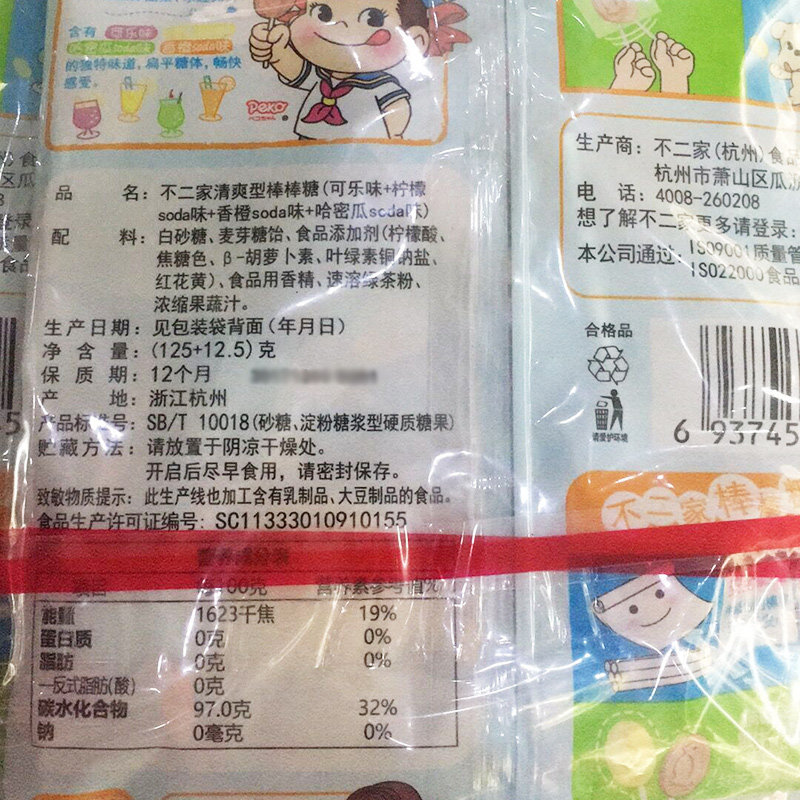 含有 可乐味
soda味 香橙soda味
的独特味道，扁平糖体，畅快
感受。
Peko
ペコちゃん
品 名：不二家清爽型棒棒糖(可乐味+柠檬
soda味+香橙soda味+哈密瓜soda味)
配 料：白砂糖、麦芽糖饴、食品添加剂(柠檬酸、
焦糖色、β-胡萝卜素、叶绿素铜钠盐、
红花黄)、食品用香精、速溶绿茶粉、
浓缩果蔬汁。
生产日期：见包装袋背面(年月日)
净 含 量：(125+12.5)克
保 质 期：12个月
产 地：浙江杭州
产品标准号：SB/T 10018(砂糖、淀粉糖浆型硬质糖果)
贮藏方法：请放置于阴凉干燥处。
开启后尽早食用，请密封保存。
致敏物质提示：此生产线也加工含有乳制品、大豆制品的食品。
食品生产许可证编号：SC11333010910155
营养成分表
项目 每100克 营养素参考值%
能量 1623千焦 19%
蛋白质 0克 0%
脂肪 0克 0%
—反式脂肪(酸) 0克
碳水化合物 97.0克 32%
钠 0毫克 0%
生产商：不二家(杭州)食品
杭州市萧山区瓜沥
电 话：4008-260208
想了解不二家更多请登录：
本公司通过：ISO9001质量管
ISO22000食品
合格品
请爱护环境
6 93745
不二家棒